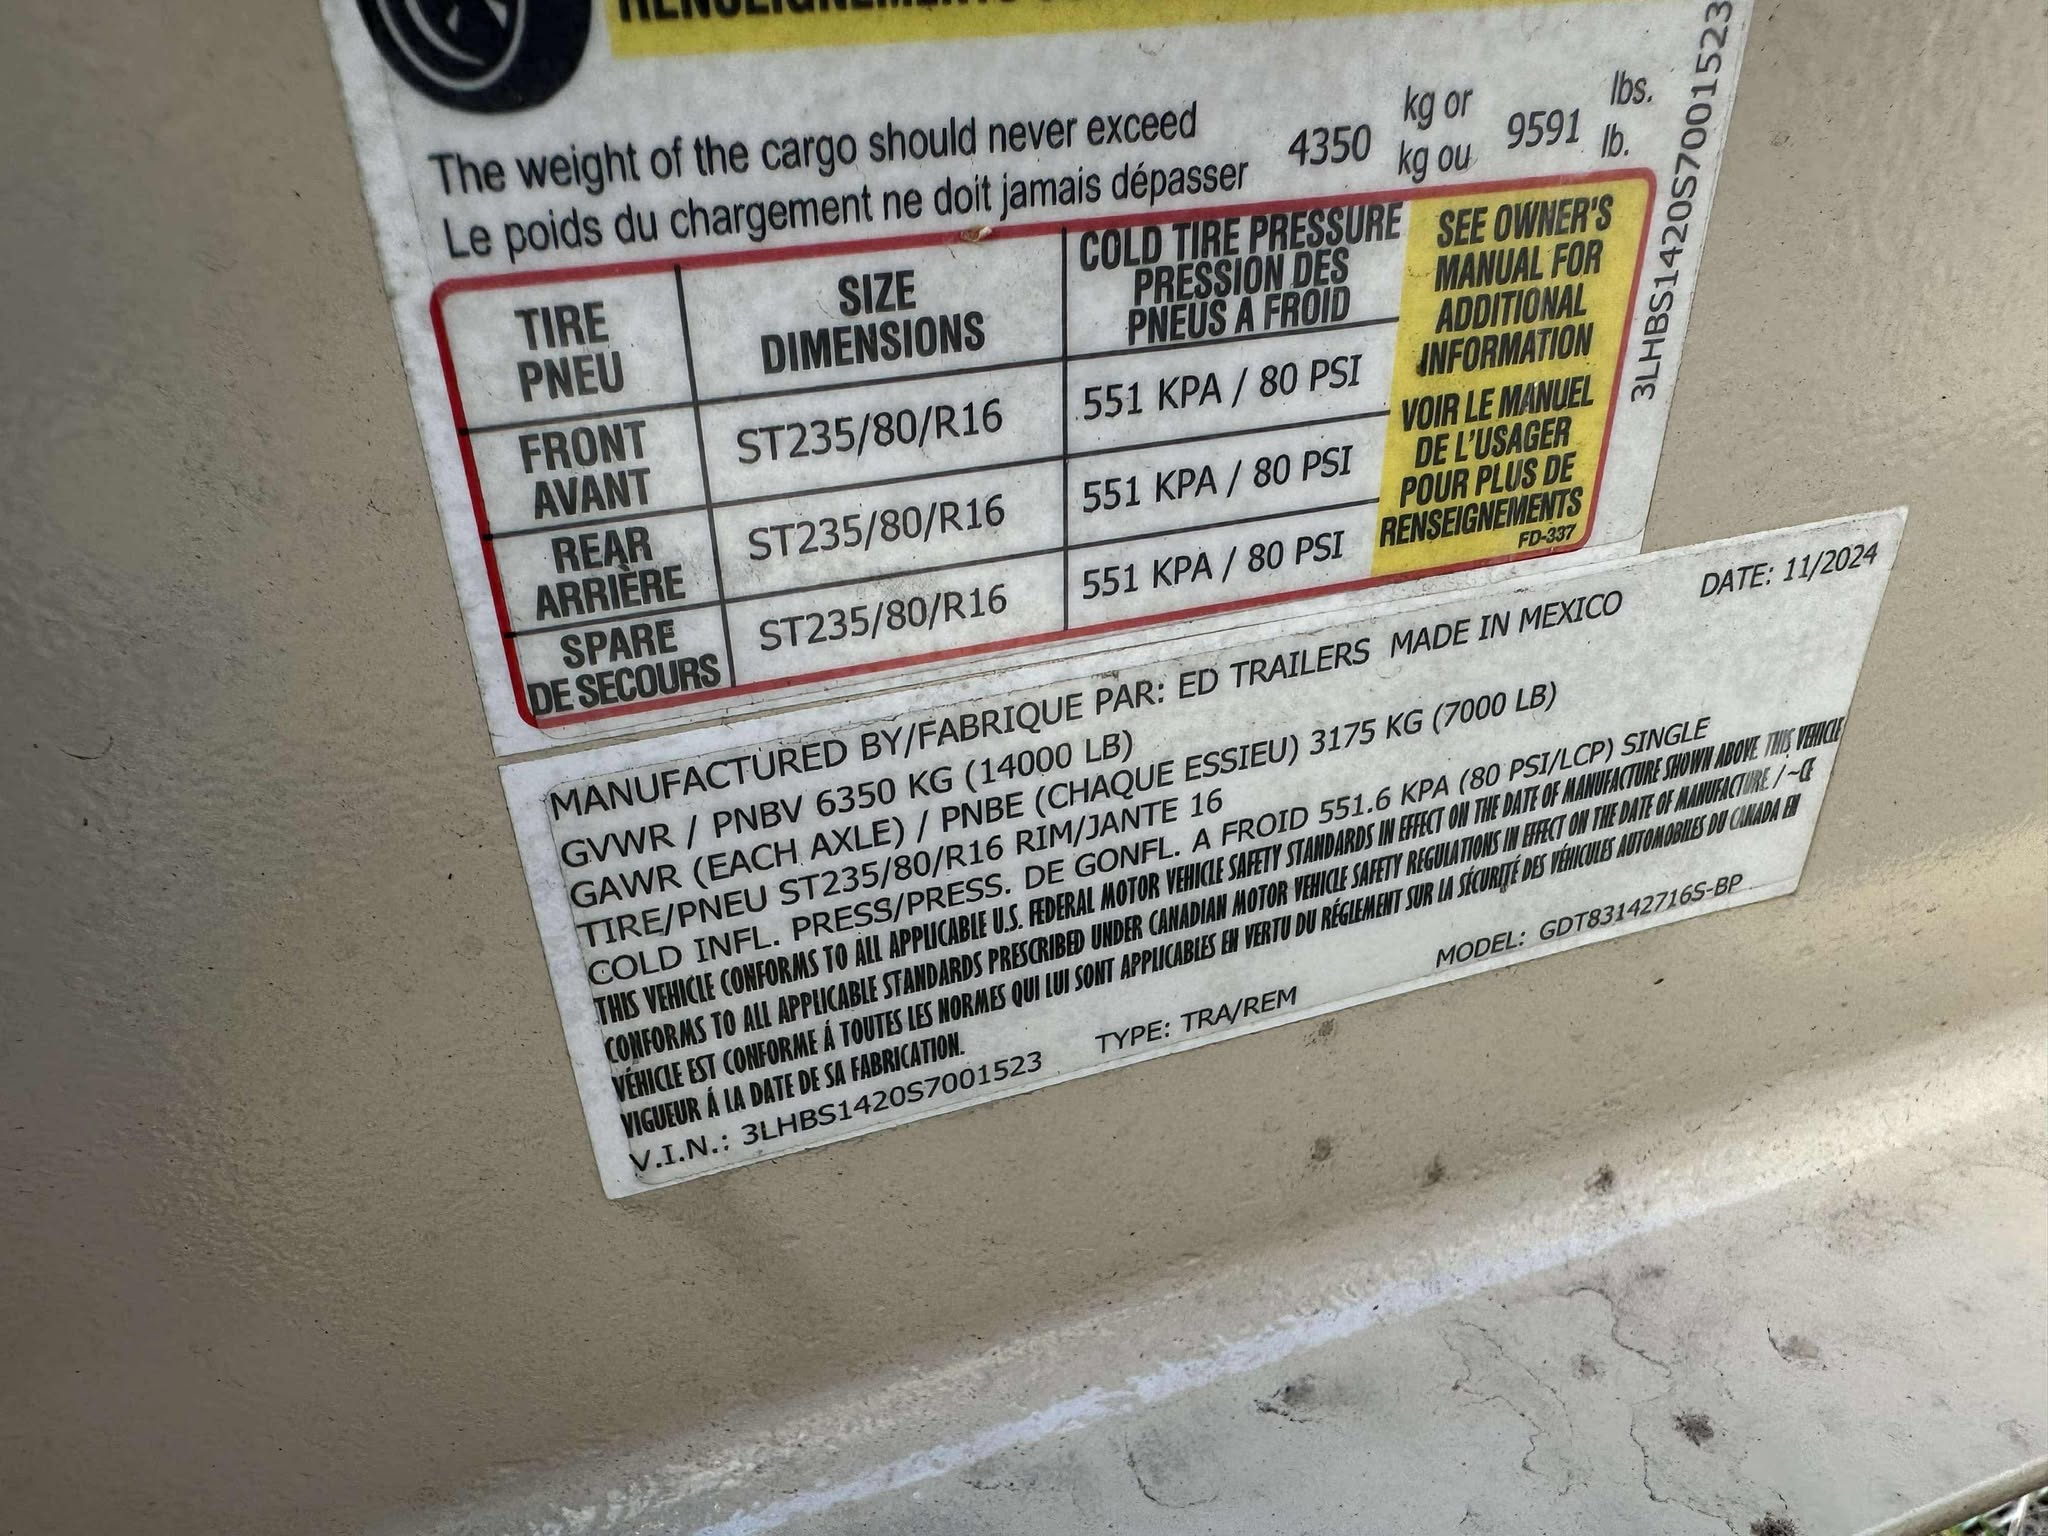 The weight of the cargo should never exceed
Le poids du chargement ne doit jamais dépasser
4350 kg or kg ou 9591 lbs. lb.
TIRE PNEU
SIZE DIMENSIONS
COLD TIRE PRESSURE
PRESSION DES
PNEUS A FROID
FRONT AVANT
ST235/80/R16
551 KPA / 80 PSI
REAR ARRIÈRE
ST235/80/R16
551 KPA / 80 PSI
SPARE DE SECOURS
ST235/80/R16
551 KPA / 80 PSI
SEE OWNER'S
MANUAL FOR
ADDITIONAL
INFORMATION
VOIR LE MANUEL
DE L'USAGER
POUR PLUS DE
RENSEIGNEMENTS
FD-337
3LHBS1420S7001523
MANUFACTURED BY/FABRIQUE PAR: ED TRAILERS MADE IN MEXICO DATE: 11/2024
GVWR / PNBV 6350 KG (14000 LB)
GAWR (EACH AXLE) / PNBE (CHAQUE ESSIEU) 3175 KG (7000 LB)
TIRE/PNEU ST235/80/R16 RIM/JANTE 16
COLD INFL. PRESS/PRESS. DE GONFL. A FROID 551.6 KPA (80 PSI/LCP) SINGLE
THIS VEHICLE CONFORMS TO ALL APPLICABLE U.S. FEDERAL MOTOR VEHICLE SAFETY STANDARDS IN EFFECT ON THE DATE OF MANUFACTURE SHOWN ABOVE THIS VEHICLE
CONFORMS TO ALL APPLICABLE STANDARDS PRESCRIBED UNDER CANADIAN MOTOR VEHICLE SAFETY REGULATIONS IN EFFECT ON THE DATE OF MANUFACTURE. / ~CE
VÉHICLE EST CONFORME Á TOUTES LES NORMES QUI LUI SONT APPLICABLES EN VERTU DU RÉGLEMENT SUR LA SÉCURITÉ DES VÉHICULES AUTOMOBILES DU CANADA EN
VIGUEUR Á LA DATE DE SA FABRICATION.
V.I.N.: 3LHBS1420S7001523 TYPE: TRA/REM MODEL: GDT83142716S-BP